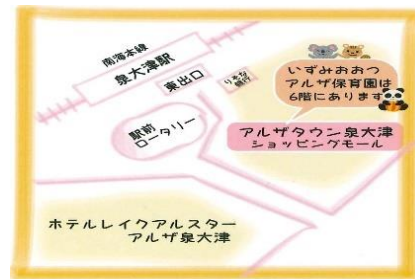 南海本線
泉大津駅
東出口
りそな
銀行
駅前
ロータリー
いずみおおつ
アルザ保育園は
6階にあります
アルザタウン泉大津
ショッピングモール
ホテルレイクアルスター
アルザ泉大津